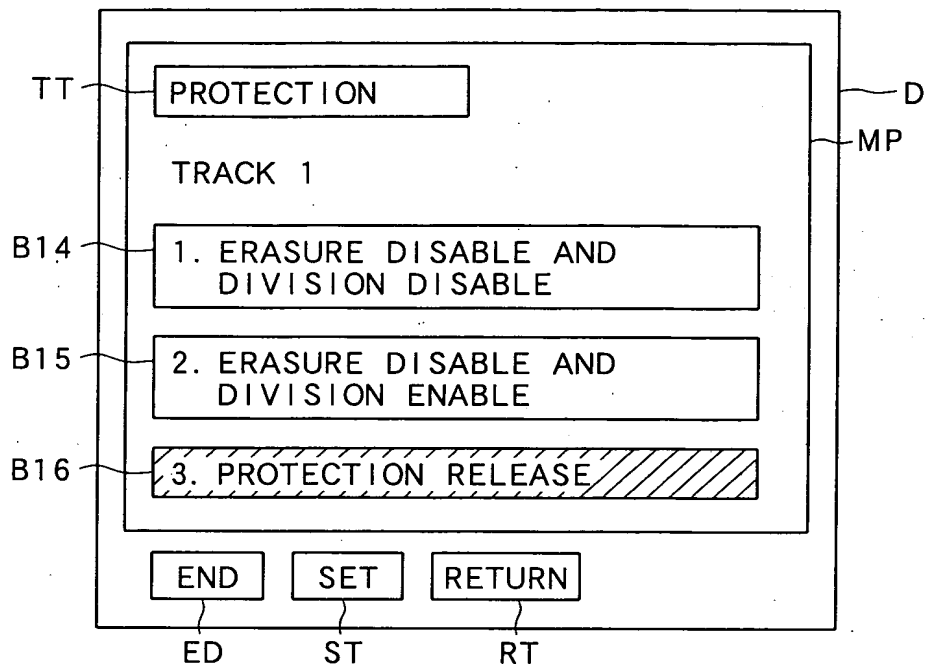 TT PROTECTION D
MP
TRACK 1
B14 1. ERASURE DISABLE AND
DIVISION DISABLE
B15 2. ERASURE DISABLE AND
DIVISION ENABLE
B16 3. PROTECTION RELEASE
END SET RETURN
ED ST RT